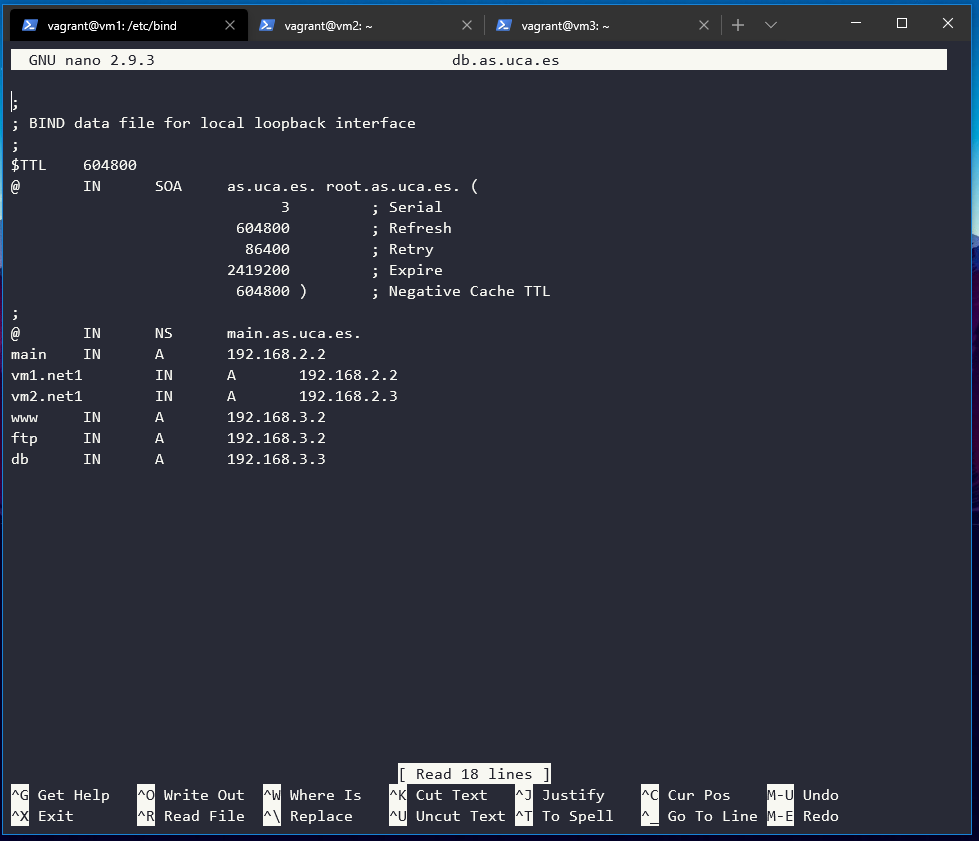 vagrant@vm1: /etc/bind vagrant@vm2: ~ vagrant@vm3: ~
GNU nano 2.9.3 db.as.uca.es
;
; BIND data file for local loopback interface
;
$TTL 604800
@ IN SOA as.uca.es. root.as.uca.es. (
3 ; Serial
604800 ; Refresh
86400 ; Retry
2419200 ; Expire
604800 ) ; Negative Cache TTL
;
@ IN NS main.as.uca.es.
main IN A 192.168.2.2
vm1.net1 IN A 192.168.2.2
vm2.net1 IN A 192.168.2.3
www IN A 192.168.3.2
ftp IN A 192.168.3.2
db IN A 192.168.3.3
[ Read 18 lines ]
^G Get Help ^O Write Out ^W Where Is ^K Cut Text ^J Justify ^C Cur Pos M-U Undo
^X Exit ^R Read File ^\ Replace ^U Uncut Text ^T To Spell ^_ Go To Line M-E Redo